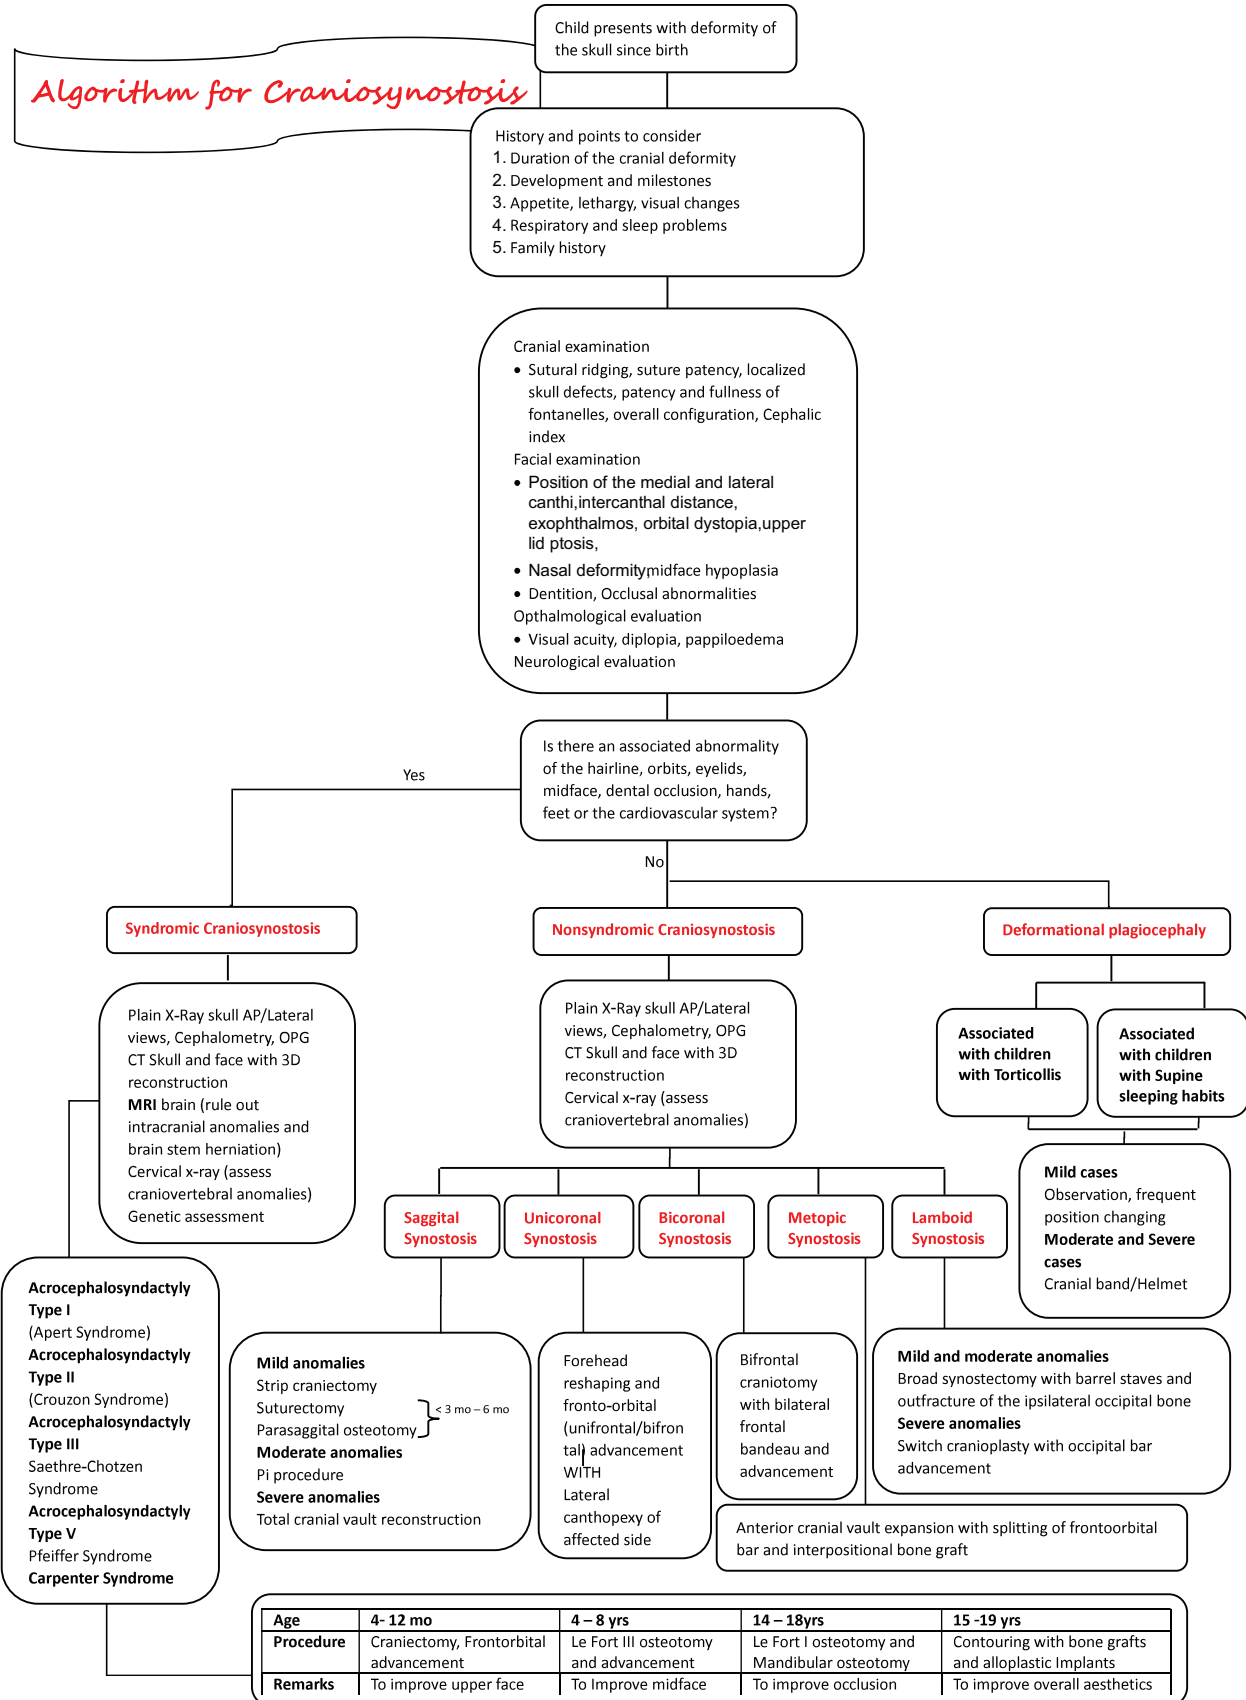 Child presents with deformity of
the skull since birth
Algorithm for Craniosynostosis
History and points to consider
1. Duration of the cranial deformity
2. Development and milestones
3. Appetite, lethargy, visual changes
4. Respiratory and sleep problems
5. Family history
Cranial examination
• Sutural ridging, suture patency, localized
skull defects, patency and fullness of
fontanelles, overall configuration, Cephalic
index
Facial examination
• Position of the medial and lateral
canthi,intercanthal distance,
exophthalmos, orbital dystopia,upper
lid ptosis,
• Nasal deformity,midface hypoplasia
• Dentition, Occlusal abnormalities
Opthalmological evaluation
• Visual acuity, diplopia, pappiloedema
Neurological evaluation
Is there an associated abnormality
of the hairline, orbits, eyelids,
midface, dental occlusion, hands,
feet or the cardiovascular system?
Yes
No
Syndromic Craniosynostosis
Nonsyndromic Craniosynostosis
Deformational plagiocephaly
Plain X-Ray skull AP/Lateral
views, Cephalometry, OPG
CT Skull and face with 3D
reconstruction
MRI brain (rule out
intracranial anomalies and
brain stem herniation)
Cervical x-ray (assess
craniovertebral anomalies)
Genetic assessment
Plain X-Ray skull AP/Lateral
views, Cephalometry, OPG
CT Skull and face with 3D
reconstruction
Cervical x-ray (assess
craniovertebral anomalies)
Associated
with children
with Torticollis
Associated
with children
with Supine
sleeping habits
Mild cases
Observation, frequent
position changing
Moderate and Severe
cases
Cranial band/Helmet
Saggital
Synostosis
Unicoronal
Synostosis
Bicoronal
Synostosis
Metopic
Synostosis
Lamboid
Synostosis
Acrocephalosyndactyly
Type I
(Apert Syndrome)
Acrocephalosyndactyly
Type II
(Crouzon Syndrome)
Acrocephalosyndactyly
Type III
Saethre-Chotzen
Syndrome
Acrocephalosyndactyly
Type V
Pfeiffer Syndrome
Carpenter Syndrome
Mild anomalies
Strip craniectomy
Suturectomy
Parasaggital osteotomy
< 3 mo – 6 mo
Moderate anomalies
Pi procedure
Severe anomalies
Total cranial vault reconstruction
Forehead
reshaping and
fronto-orbital
(unifrontal/bifron
tal) advancement
WITH
Lateral
canthopexy of
affected side
Bifrontal
craniotomy
with bilateral
frontal
bandeau and
advancement
Mild and moderate anomalies
Broad synostectomy with barrel staves and
outfracture of the ipsilateral occipital bone
Severe anomalies
Switch cranioplasty with occipital bar
advancement
Anterior cranial vault expansion with splitting of frontoorbital
bar and interpositional bone graft
Age 4- 12 mo 4 – 8 yrs 14 – 18yrs 15 -19 yrs
Procedure Craniectomy, Frontorbital Le Fort III osteotomy Le Fort I osteotomy and Contouring with bone grafts
advancement and advancement Mandibular osteotomy and alloplastic Implants
Remarks To improve upper face To Improve midface To improve occlusion To improve overall aesthetics